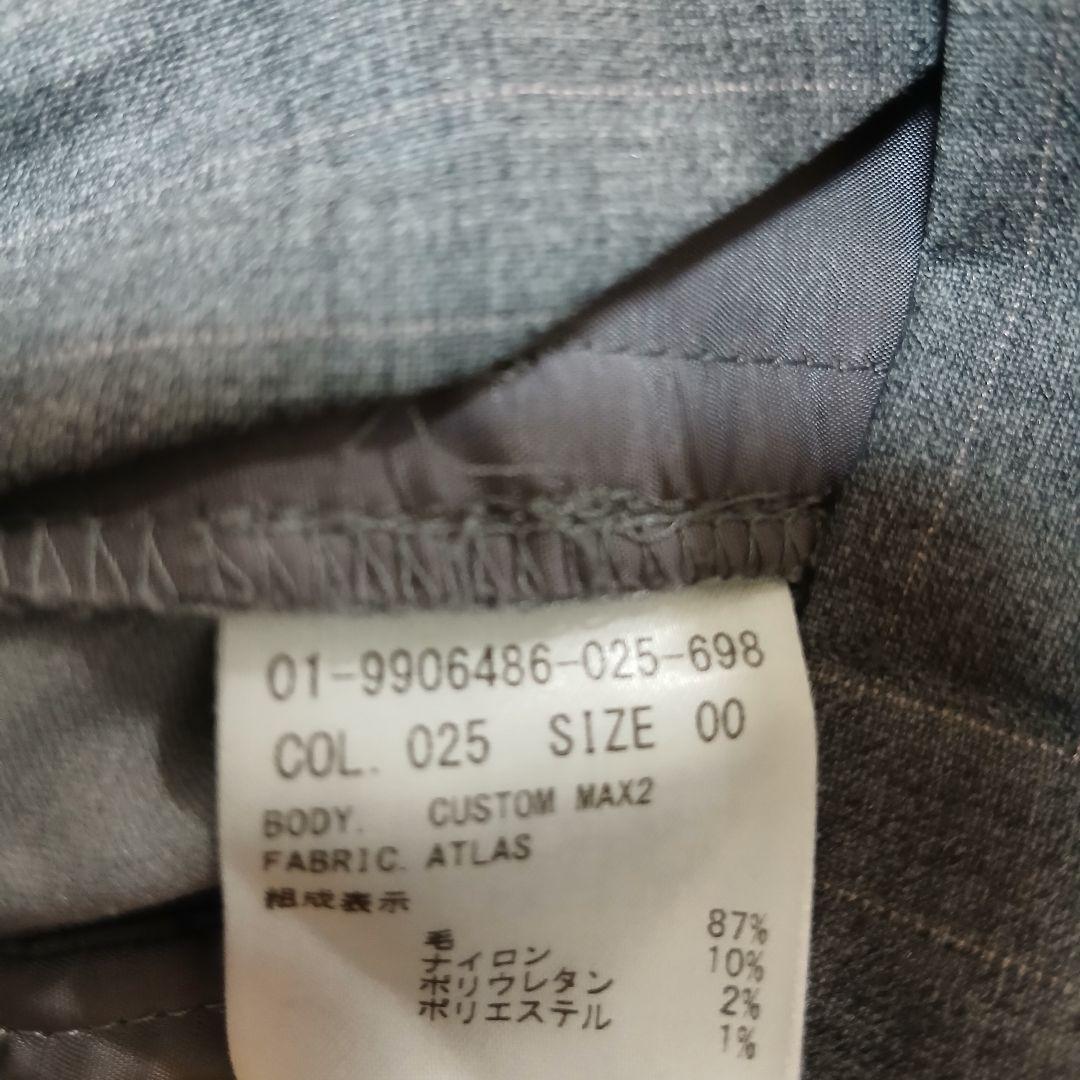 01-9906486-025-698
COL. 025 SIZE 00
BODY. CUSTOM MAX2
FABRIC. ATLAS
組成表示
毛 87%
ナイロン 10%
ポリウレタン 2%
ポリエステル 1%